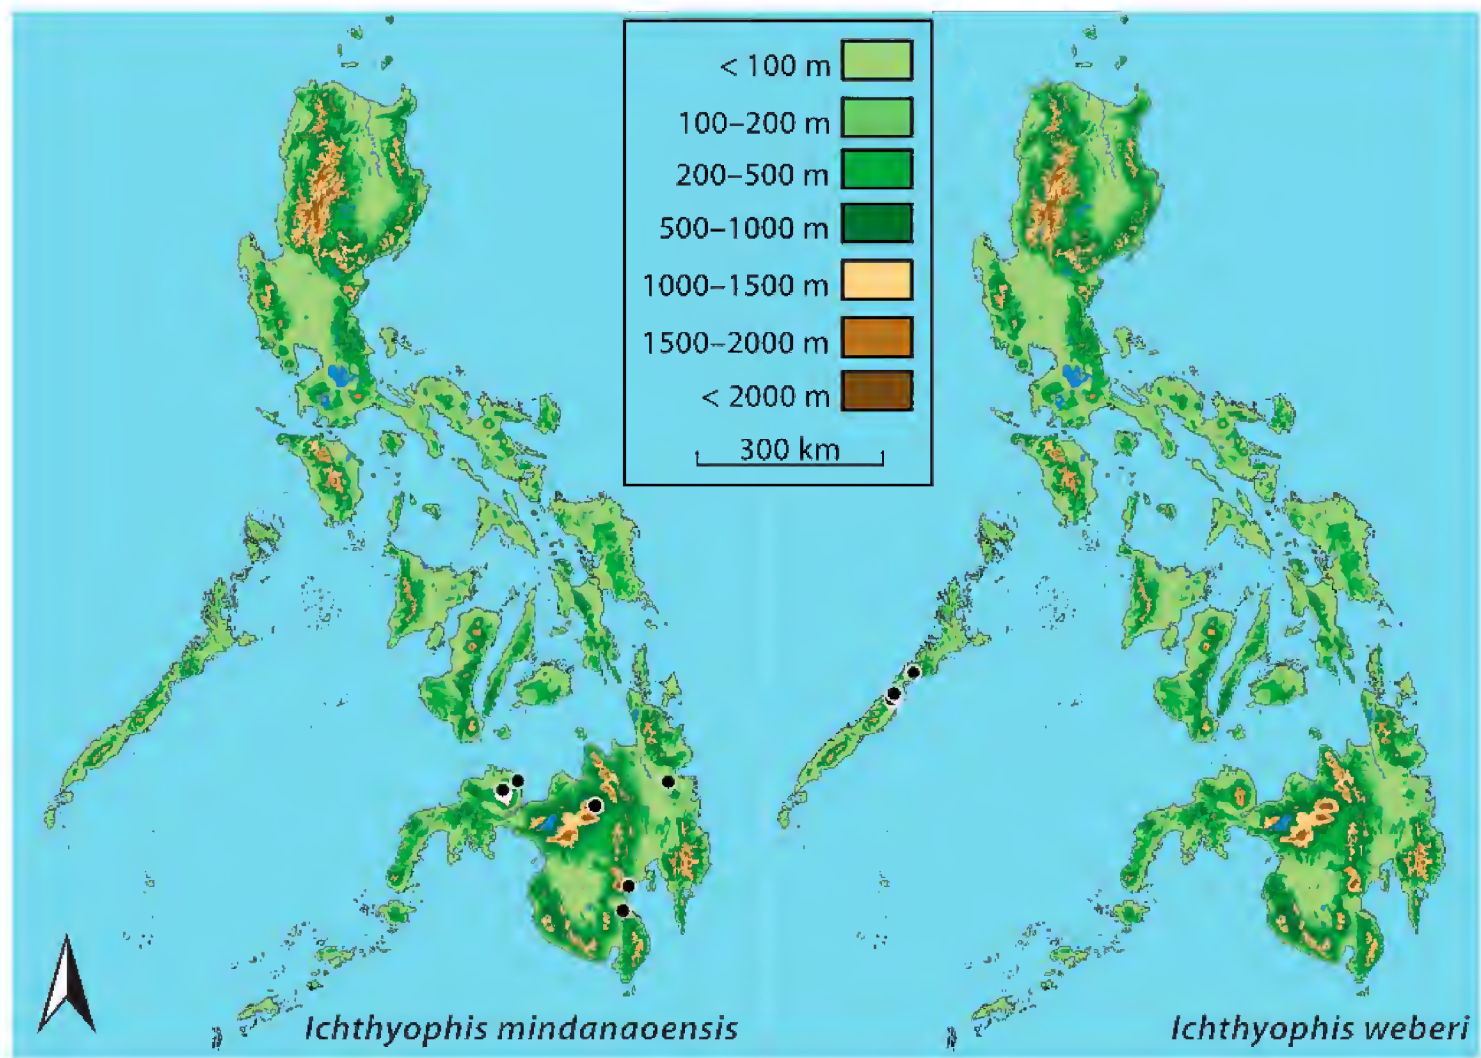 < 100 m
100–200 m
200–500 m
500–1000 m
1000–1500 m
1500–2000 m
< 2000 m
300 km
Ichthyophis mindanaoensis
Ichthyophis weberi